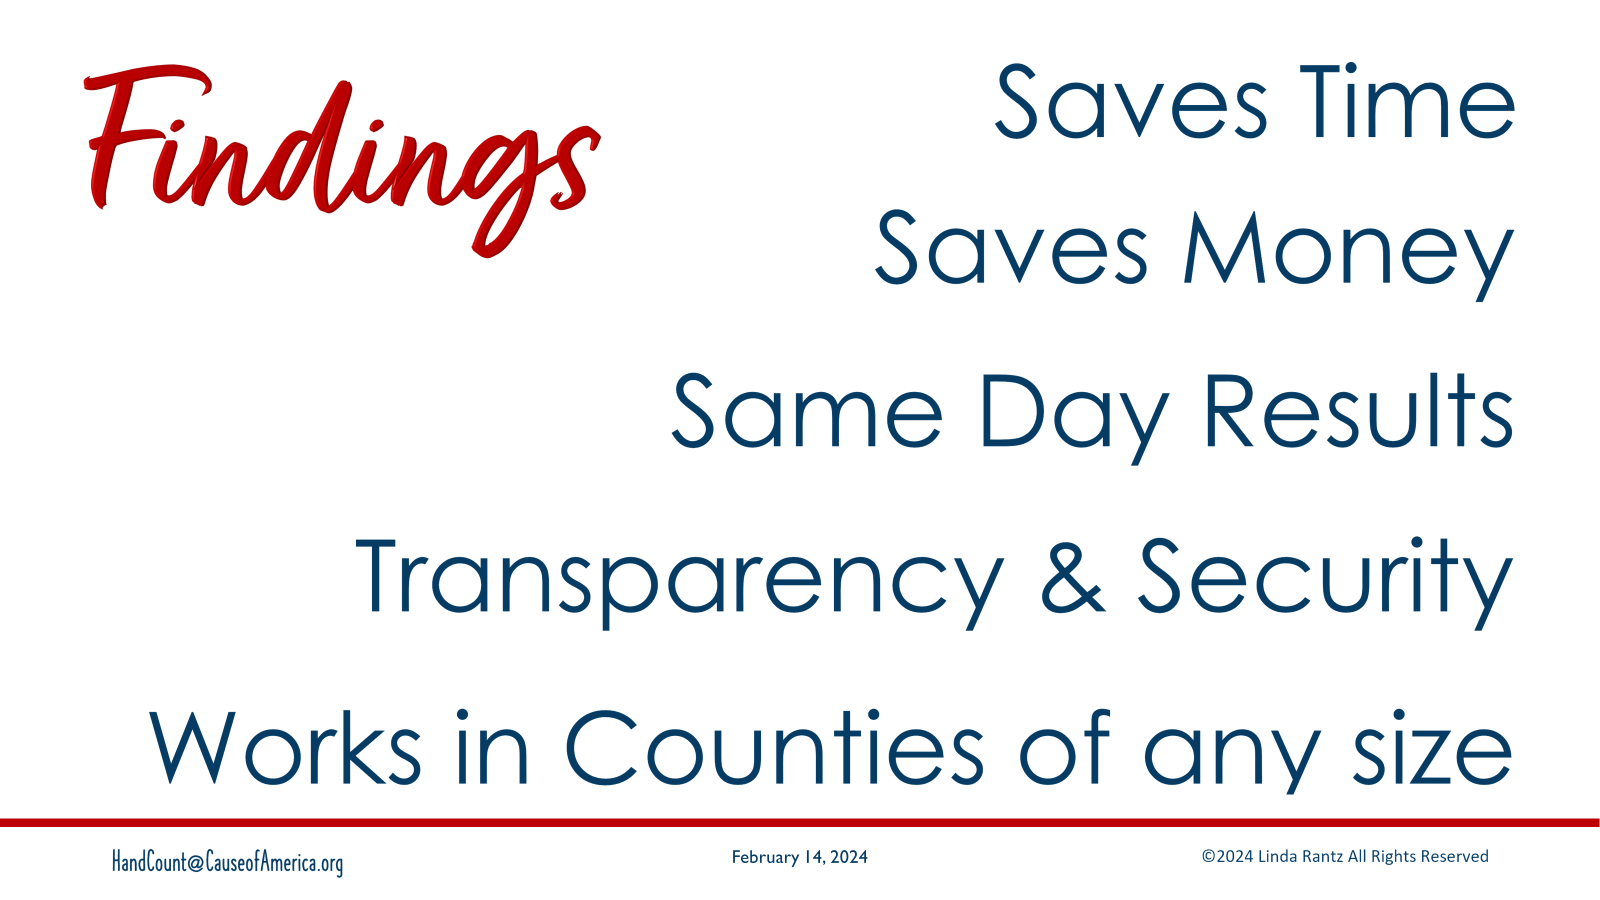 Findings
Saves Time
Saves Money
Same Day Results
Transparency & Security
Works in Counties of any size
HandCount@CauseofAmerica.org
February 14, 2024
©2024 Linda Rantz All Rights Reserved